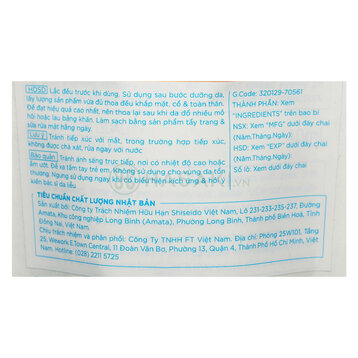 HDSD Lắc đều trước khi dùng. Sử dụng sau bước dưỡng da,
lấy lượng sản phẩm vừa đủ thoa đều khắp mặt, cổ & toàn thân.
Để đạt hiệu quả cao nhất, nên thoa lại sau khi da đổ nhiều mồ
hôi hoặc lau bằng khăn. Làm sạch bằng sản phẩm tẩy trang &
sữa rửa mặt hằng ngày.
Lưu ý Tránh tiếp xúc với mắt, trong trường hợp tiếp xúc,
không được chà xát, rửa ngay với nước
Bảo quản Tránh ánh sáng trực tiếp, nơi có nhiệt độ cao hoặc
ẩm ướt. Để xa tầm tay trẻ em. Không sử dụng cho vùng da tổn
thương. Ngưng sử dụng ngay khi có biểu hiện kích ứng & hỏi ý
kiến bác sĩ da liễu
G.Code: 320129-70561
THÀNH PHẦN: Xem
"INGREDIENTS" trên bao bì
NSX: Xem "MFG" dưới đáy chai
(Năm.Tháng.Ngày):
HSD: Xem "EXP" dưới đáy chai
(Năm.Tháng.Ngày):
Số lô: Xem dưới đáy chai
TIÊU CHUẨN CHẤT LƯỢNG NHẬT BẢN
Sản xuất bởi: Công ty Trách Nhiệm Hữu Hạn Shiseido Việt Nam, Lô 231-233-235-237, Đường
Amata, Khu công nghiệp Long Bình (Amata), Phường Long Bình, Thành phố Biên Hoà, Tỉnh
Đồng Nai, Việt Nam.
Chịu trách nhiệm và phân phối: Công Ty TNHH FT Việt Nam. Địa chỉ: Phòng 25W101, Tầng
25, Wework E.Town Central, 11 Đoàn Văn Bơ, Phường 13, Quận 4, Thành Phố Hồ Chí Minh, Việt
Nam. (028) 2211 5725